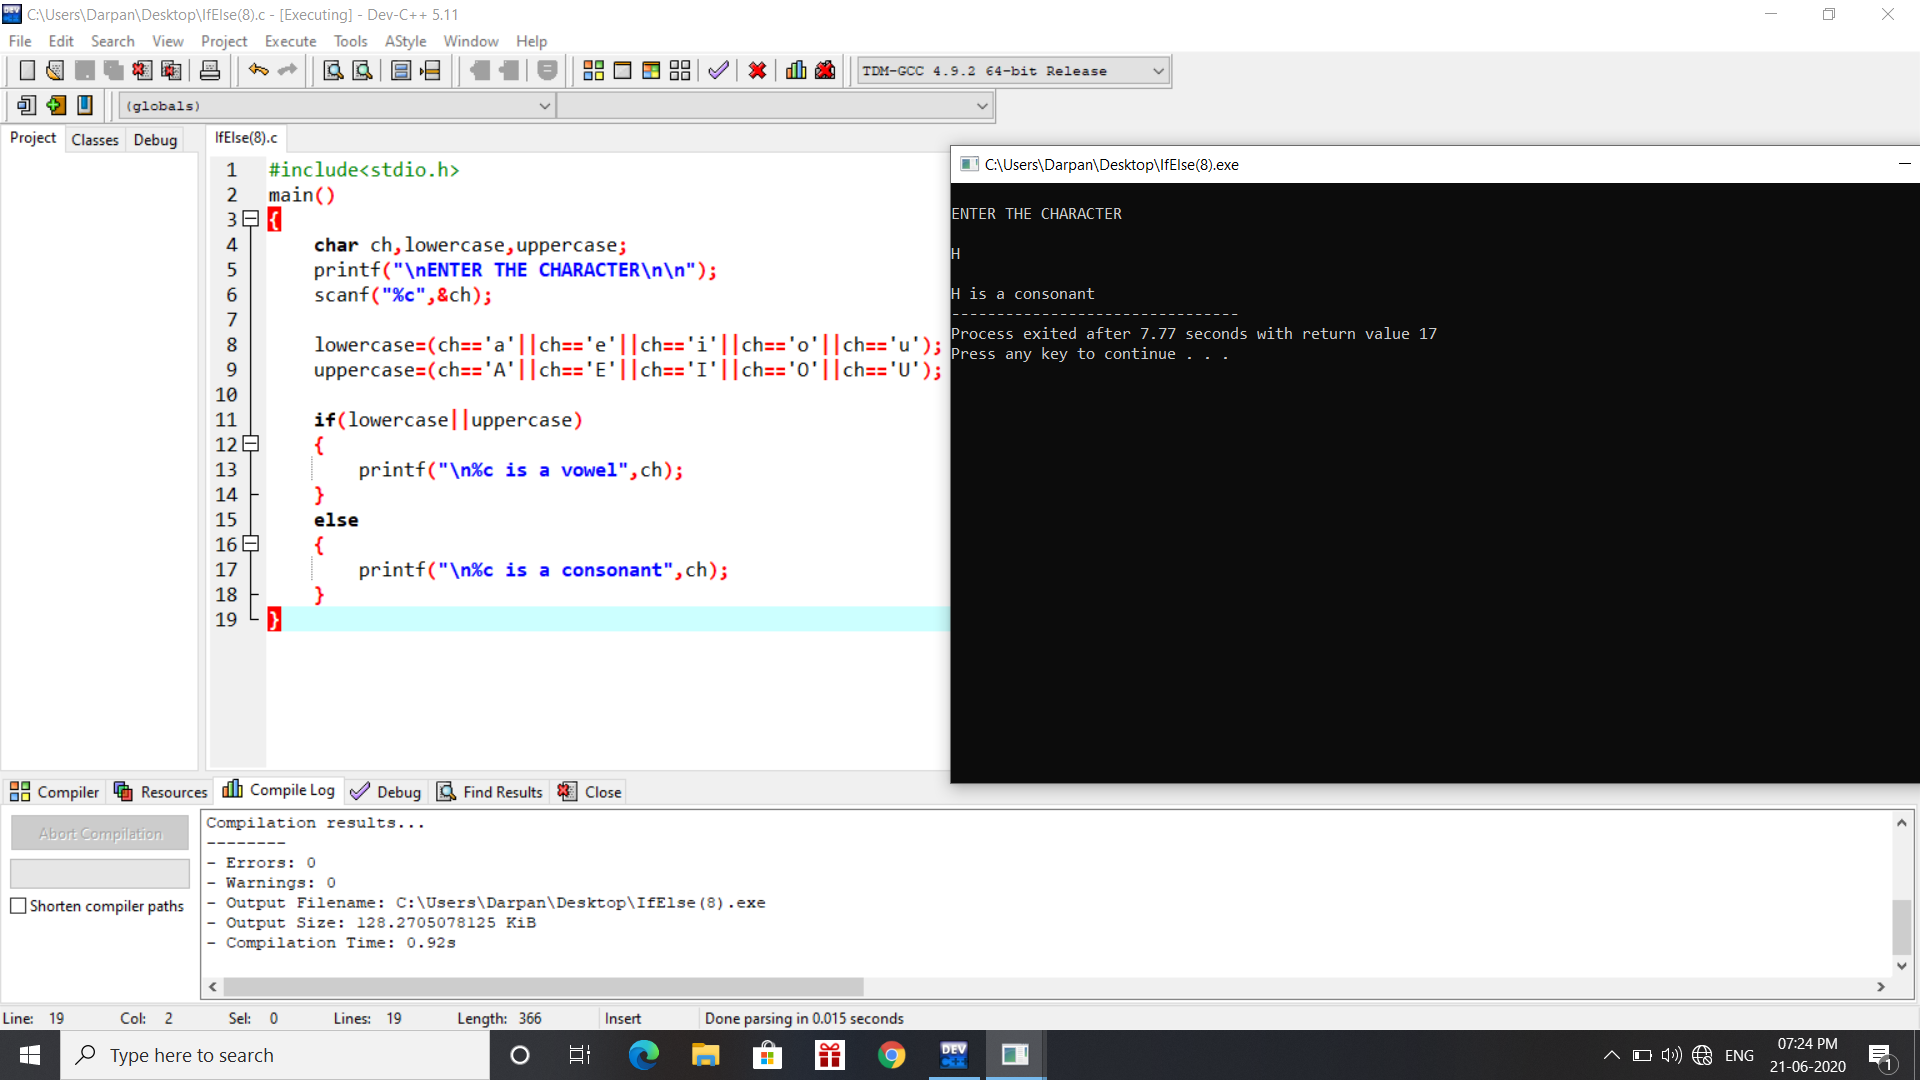 C:\Users\Darpan\Desktop\IfElse(8).c - [Executing] - Dev-C++ 5.11
File Edit Search View Project Execute Tools AStyle Window Help
TDM-GCC 4.9.2 64-bit Release
(globals)
Project Classes Debug
IfElse(8).c
1 #include<stdio.h>
2 main()
3 {
4 char ch,lowercase,uppercase;
5 printf("\nENTER THE CHARACTER\n\n");
6 scanf("%c",&ch);
7
8 lowercase=(ch=='a'||ch=='e'||ch=='i'||ch=='o'||ch=='u');
9 uppercase=(ch=='A'||ch=='E'||ch=='I'||ch=='O'||ch=='U');
10
11 if(lowercase||uppercase)
12 {
13 printf("\n%c is a vowel",ch);
14 }
15 else
16 {
17 printf("\n%c is a consonant",ch);
18 }
19 }
C:\Users\Darpan\Desktop\IfElse(8).exe
ENTER THE CHARACTER
H
H is a consonant
--------------------------------
Process exited after 7.77 seconds with return value 17
Press any key to continue . . .
Compiler Resources Compile Log Debug Find Results Close
Abort Compilation
Shorten compiler paths
Compilation results...
--------
- Errors: 0
- Warnings: 0
- Output Filename: C:\Users\Darpan\Desktop\IfElse(8).exe
- Output Size: 128.2705078125 KiB
- Compilation Time: 0.92s
Line: 19 Col: 2 Sel: 0 Lines: 19 Length: 366 Insert Done parsing in 0.015 seconds
Type here to search
DEV C++
ENG
07:24 PM
21-06-2020
1